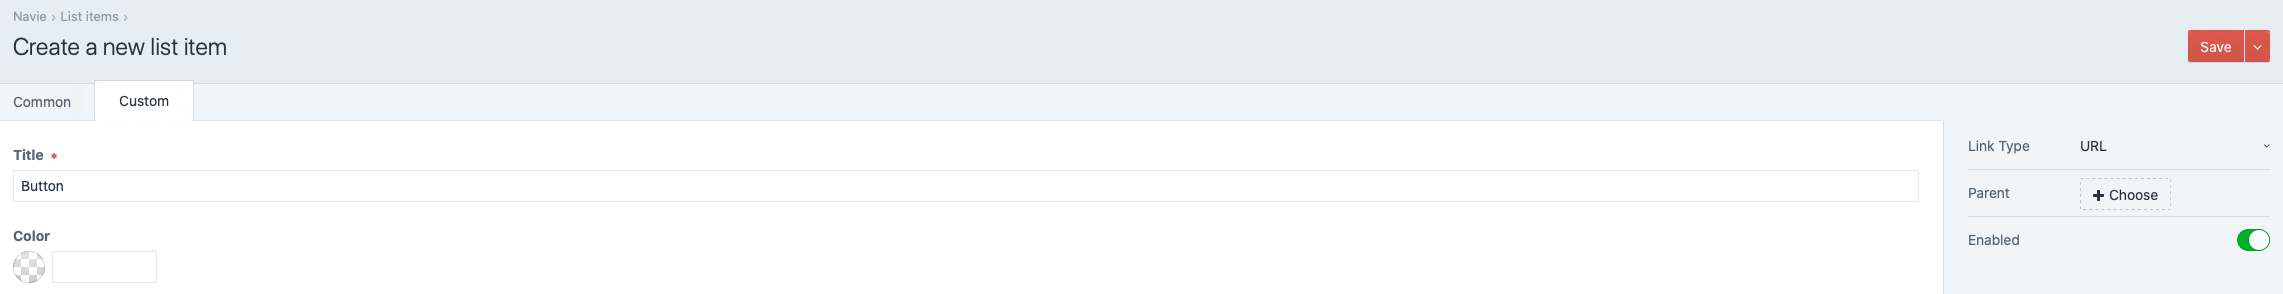 Navie › List items ›
Create a new list item
Save
Common
Custom
Title *
Button
Color
Link Type
URL
Parent
+ Choose
Enabled